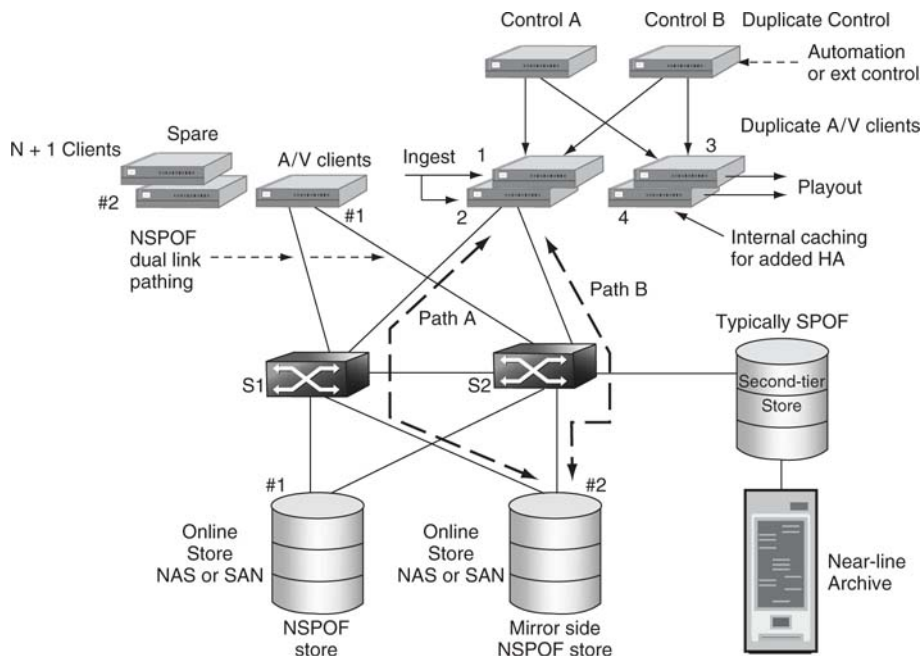 Control A
Control B
Duplicate Control
Automation
or ext control
Spare
N + 1 Clients
A/V clients
Ingest
1
3
Duplicate A/V clients
Playout
#2
#1
2
4
NSPOF
dual link
pathing
Internal caching
for added HA
Path A
Path B
Typically SPOF
S1
S2
Second-tier
Store
#1
#2
Online
Store
NAS or SAN
Online
Store
NAS or SAN
Near-line
Archive
NSPOF
store
Mirror side
NSPOF store